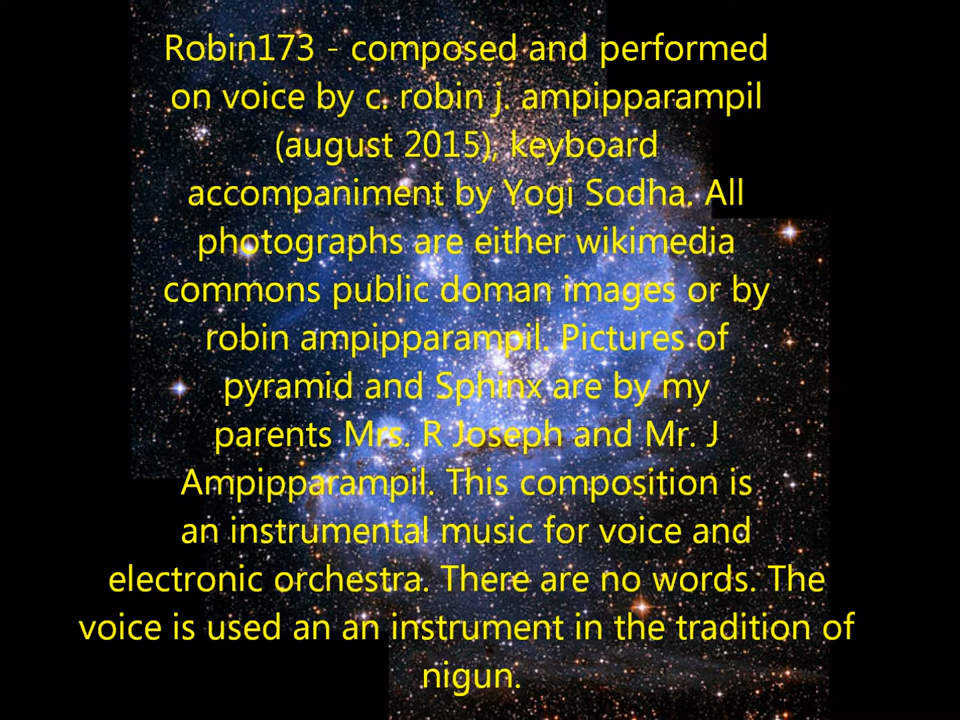 Robin173 - composed and performed
on voice by c. robin j. ampipparampil
(august 2015), keyboard
accompaniment by Yogi Sodha. All
photographs are either wikimedia
commons public doman images or by
robin ampipparampil. Pictures of
pyramid and Sphinx are by my
parents Mrs. R Joseph and Mr. J
Ampipparampil. This composition is
an instrumental music for voice and
electronic orchestra. There are no words. The
voice is used an an instrument in the tradition of
nigun.